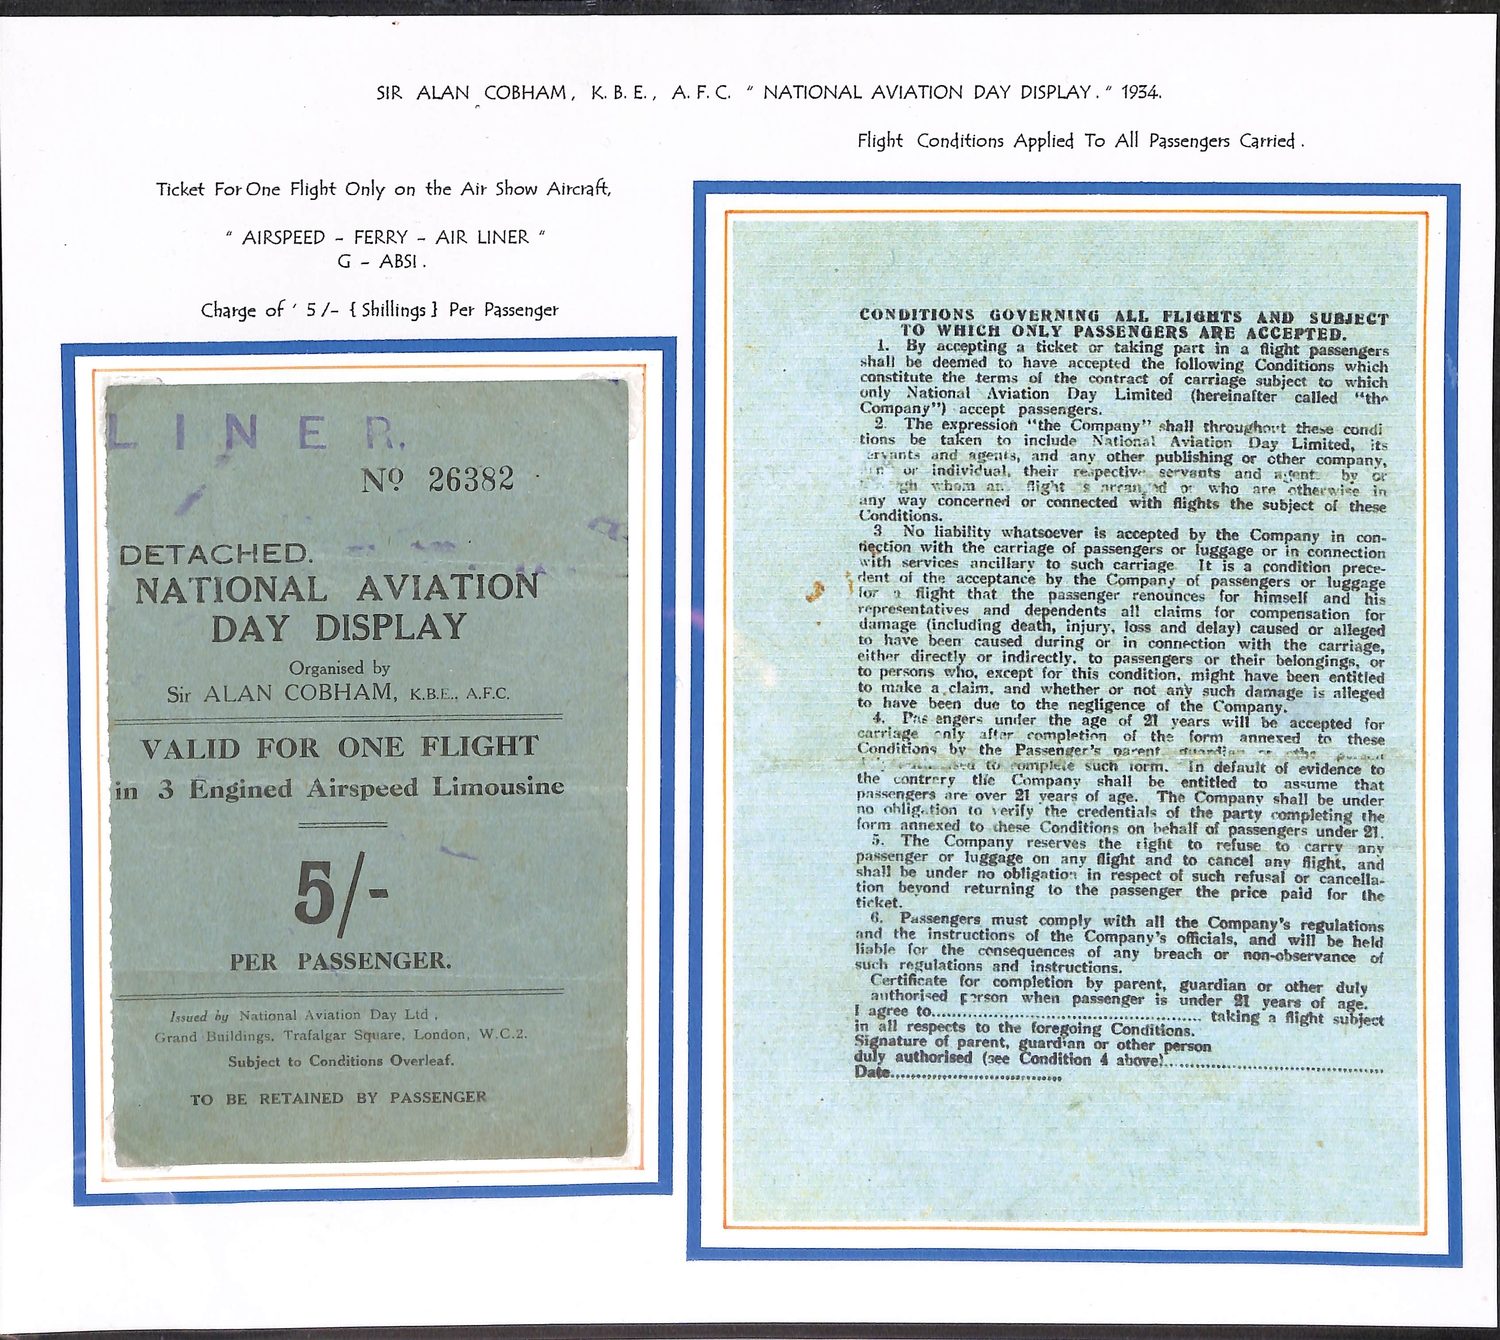 SIR ALAN COBHAM, K.B.E., A.F.C. " NATIONAL AVIATION DAY DISPLAY. " 1934.
Flight Conditions Applied To All Passengers Carried.
Ticket For One Flight Only on the Air Show Aircraft,
" AIRSPEED - FERRY - AIR LINER "
G - ABSI.
Charge of ' 5/- { Shillings } Per Passenger
LINER.
Nº 26382
DETACHED.
NATIONAL AVIATION
DAY DISPLAY
Organised by
Sir ALAN COBHAM, K.B.E., A.F.C.
VALID FOR ONE FLIGHT
in 3 Engined Airspeed Limousine
5/-
PER PASSENGER.
Issued by National Aviation Day Ltd,
Grand Buildings, Trafalgar Square, London, W.C.2.
Subject to Conditions Overleaf.
TO BE RETAINED BY PASSENGER
CONDITIONS GOVERNING ALL FLIGHTS AND SUBJECT
TO WHICH ONLY PASSENGERS ARE ACCEPTED.
1. By accepting a ticket or taking part in a flight passengers
shall be deemed to have accepted the following Conditions which
constitute the terms of the contract of carriage subject to which
only National Aviation Day Limited (hereinafter called "the
Company") accept passengers.
2. The expression "the Company" shall throughout these condi
tions be taken to include National Aviation Day Limited, its
servants and agents, and any other publishing or other company,
or individual, their respective servants and agent by or
whom an flight is arranged or who are otherwise in
any way concerned or connected with flights the subject of these
Conditions.
3 No liability whatsoever is accepted by the Company in con-
nection with the carriage of passengers or luggage or in connection
with services ancillary to such carriage. It is a condition prece-
dent of the acceptance by the Company of passengers or luggage
for a flight that the passenger renounces for himself and his
representatives and dependents all claims for compensation for
damage (including death, injury, loss and delay) caused or alleged
to have been caused during or in connection with the carriage,
either directly or indirectly, to passengers or their belongings, or
to persons who, except for this condition, might have been entitled
to make a claim, and whether or not any such damage is alleged
to have been due to the negligence of the Company.
4. Passengers under the age of 21 years will be accepted for
carriage only after completion of the form annexed to these
Conditions by the Passenger's parent, guardian or other person
to complete such form. In default of evidence to
the contrery the Company shall be entitled to assume that
passengers are over 21 years of age. The Company shall be under
no obligation to verify the credentials of the party completing the
form annexed to these Conditions on behalf of passengers under 21.
5. The Company reserves the right to refuse to carry any
passenger or luggage on any flight and to cancel any flight, and
shall be under no obligation in respect of such refusal or cancella-
tion beyond returning to the passenger the price paid for the
ticket.
6. Passengers must comply with all the Company's regulations
and the instructions of the Company's officials, and will be held
liable for the consequences of any breach or non-observance of
such regulations and instructions.
Certificate for completion by parent, guardian or other duly
authorised person when passenger is under 21 years of age.
I agree to........................................ taking a flight subject
in all respects to the foregoing Conditions.
Signature of parent, guardian or other person
duly authorised (see Condition 4 above)........................................
Date..............................